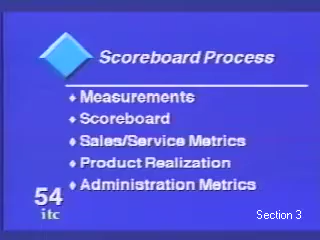 Scoreboard Process
Measurements
Scoreboard
Sales/Service Metrics
Product Realization
Administration Metrics
54
itc
Section 3